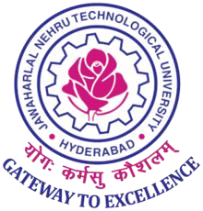 JAWAHARLAL NEHRU TECHNOLOGICAL UNIVERSITY
• HYDERABAD •
योगः कर्मसु कौशलम्
GATEWAY TO EXCELLENCE